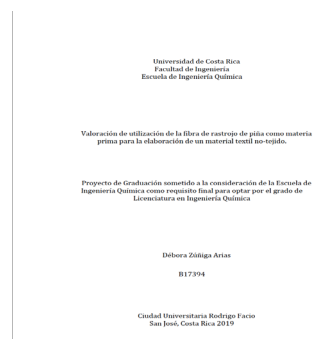 Universidad de Costa Rica
Facultad de Ingeniería
Escuela de Ingeniería Química
Valoración de utilización de la fibra de rastrojo de piña como materia
prima para la elaboración de un material textil no-tejido.
Proyecto de Graduación sometido a la consideración de la Escuela de
Ingeniería Química como requisito final para optar por el grado de
Licenciatura en Ingeniería Química
Débora Zúñiga Arias
B17394
Ciudad Universitaria Rodrigo Facio
San José, Costa Rica 2019